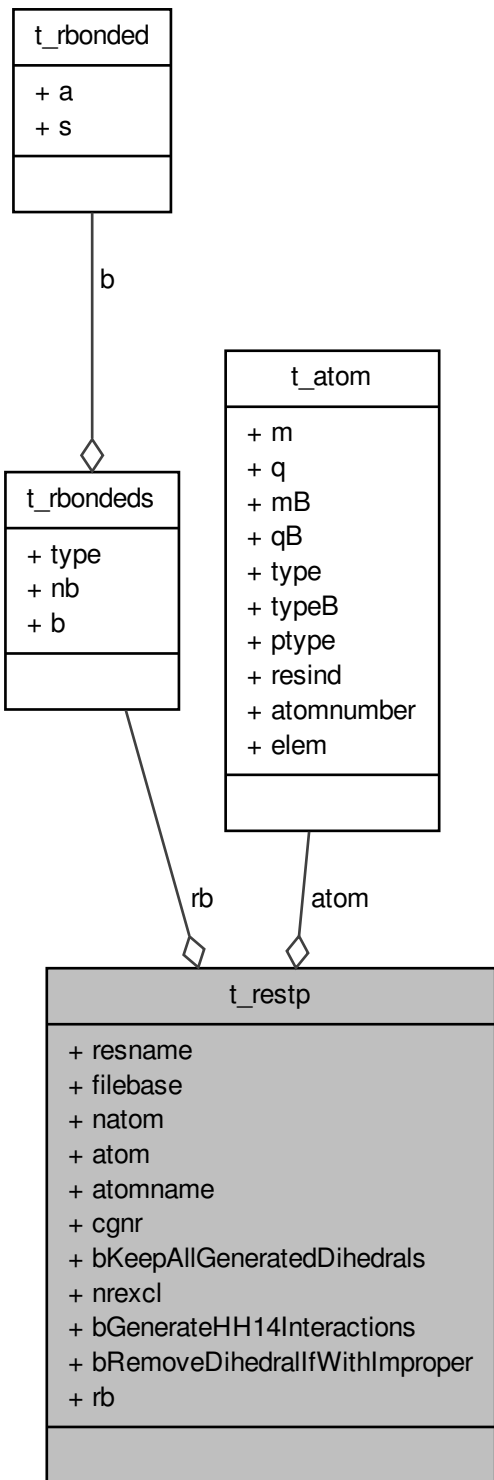 t_rbonded
+ a
+ s
b
t_rbondeds
+ type
+ nb
+ b
t_atom
+ m
+ q
+ mB
+ qB
+ type
+ typeB
+ ptype
+ resind
+ atomnumber
+ elem
rb
atom
t_restp
+ resname
+ filebase
+ natom
+ atom
+ atomname
+ cgnr
+ bKeepAllGeneratedDihedrals
+ nrexcl
+ bGenerateHH14Interactions
+ bRemoveDihedralIfWithImproper
+ rb